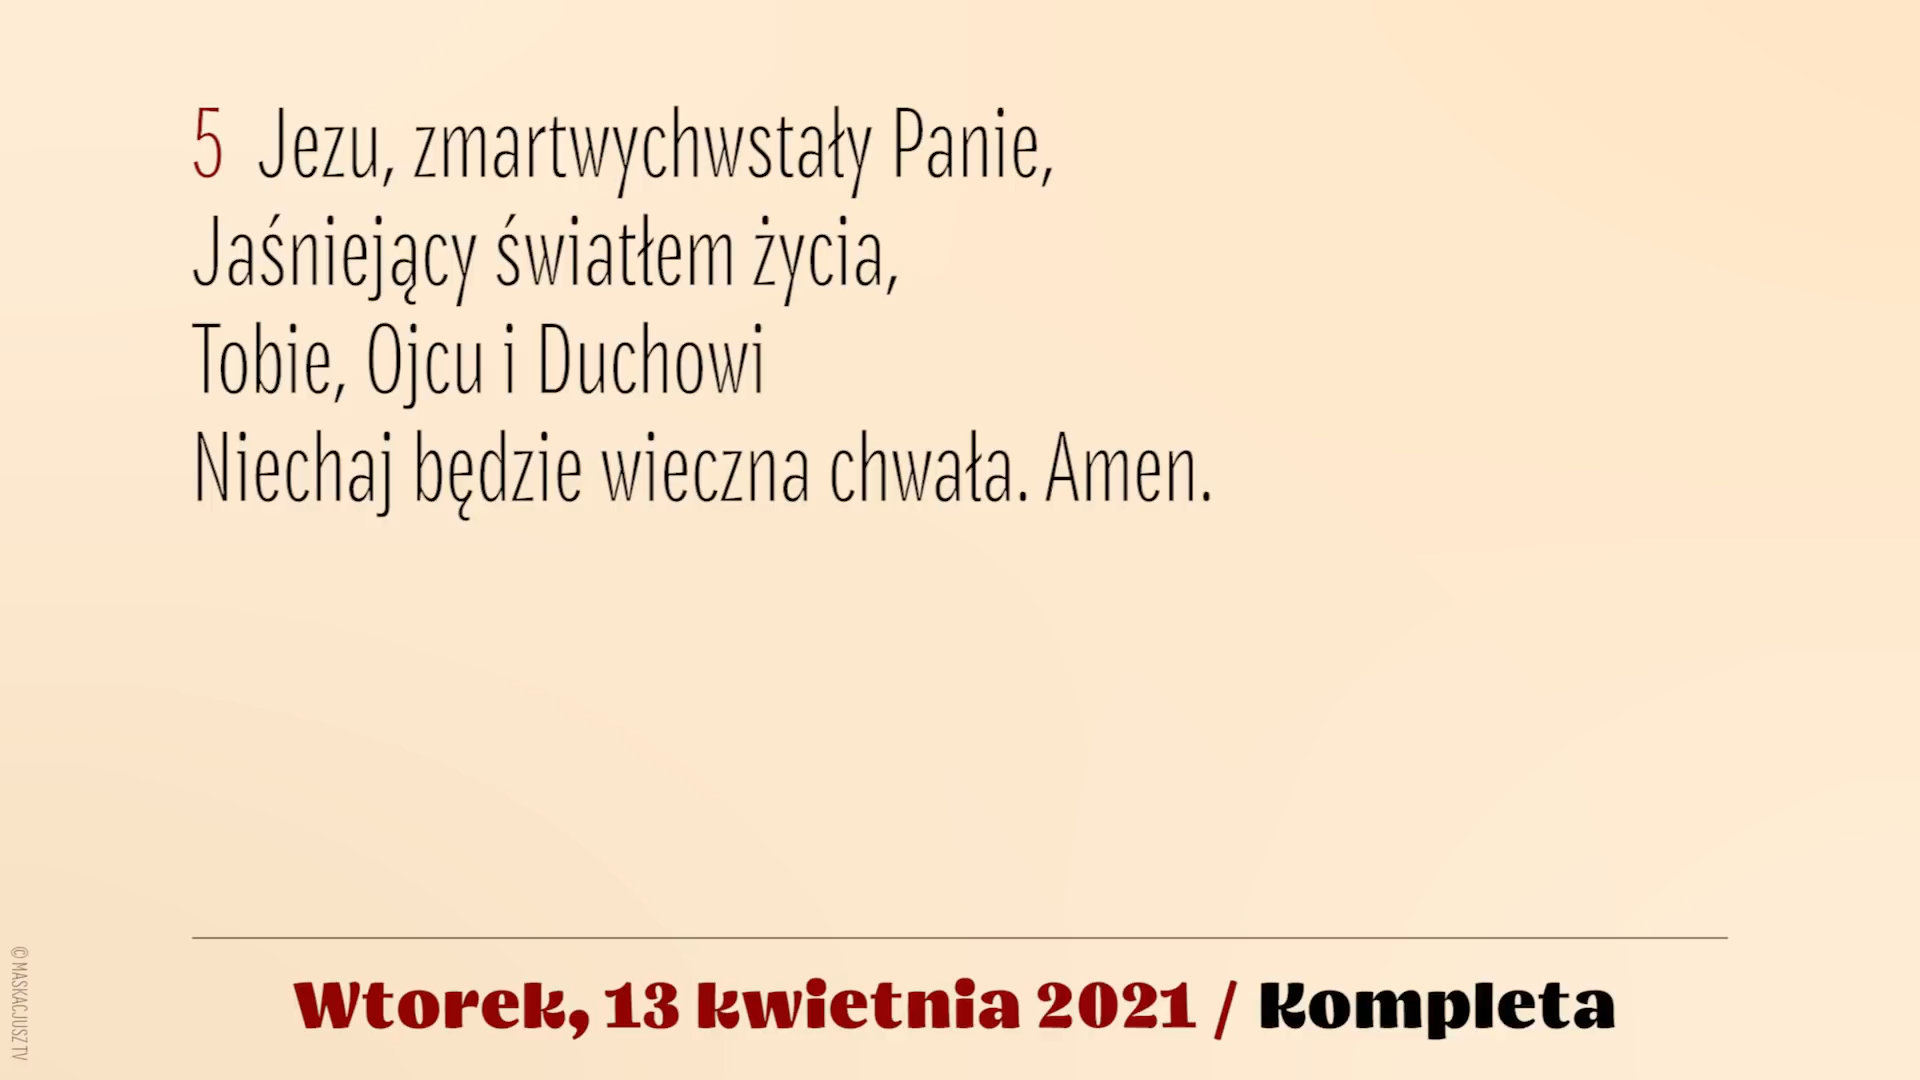 5 Jezu, zmartwychwstały Panie,
Jaśniejący światłem życia,
Tobie, Ojcu i Duchowi
Niechaj będzie wieczna chwała. Amen.
Wtorek, 13 kwietnia 2021 / Kompleta
© MASKACJUSZ TV